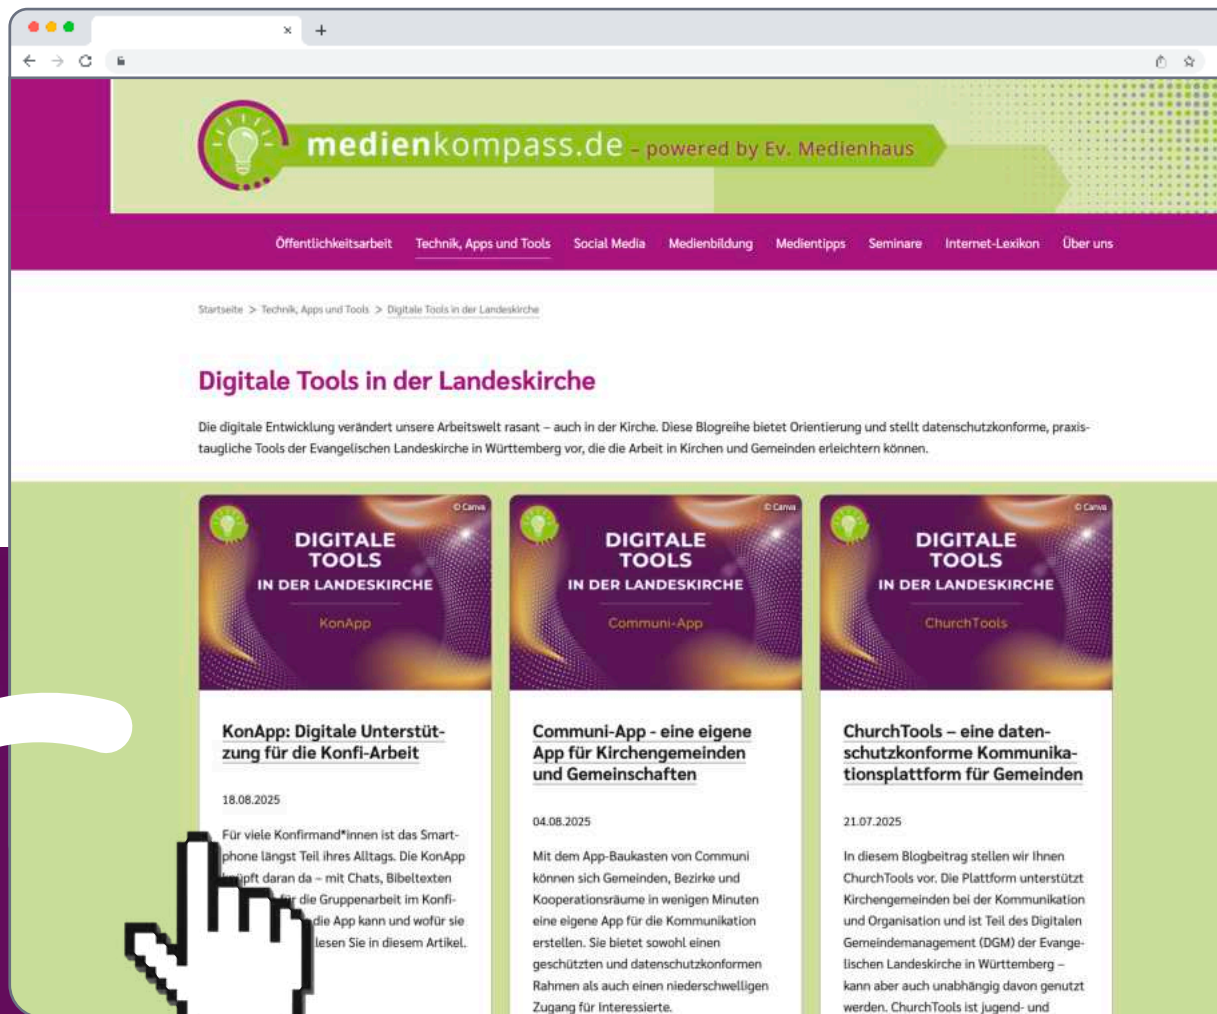 medienkompass.de – powered by Ev. Medienhaus
Öffentlichkeitsarbeit Technik, Apps und Tools Social Media Medienbildung Medientipps Seminare Internet-Lexikon Über uns
Startseite > Technik, Apps und Tools > Digitale Tools in der Landeskirche
Digitale Tools in der Landeskirche
Die digitale Entwicklung verändert unsere Arbeitswelt rasant – auch in der Kirche. Diese Blogreihe bietet Orientierung und stellt datenschutzkonforme, praxis-
taugliche Tools der Evangelischen Landeskirche in Württemberg vor, die die Arbeit in Kirchen und Gemeinden erleichtern können.
© Canva
DIGITALE
TOOLS
IN DER LANDESKIRCHE
KonApp
KonApp: Digitale Unterstüt-
zung für die Konfi-Arbeit
18.08.2025
Für viele Konfirmand*innen ist das Smart-
phone längst Teil ihres Alltags. Die KonApp
daran da – mit Chats, Bibeltexten
für die Gruppenarbeit im Konfi-
die App kann und wofür sie
lesen Sie in diesem Artikel.
© Canva
DIGITALE
TOOLS
IN DER LANDESKIRCHE
Communi-App
Communi-App - eine eigene
App für Kirchengemeinden
und Gemeinschaften
04.08.2025
Mit dem App-Baukasten von Communi
können sich Gemeinden, Bezirke und
Kooperationsräume in wenigen Minuten
eine eigene App für die Kommunikation
erstellen. Sie bietet sowohl einen
geschützten und datenschutzkonformen
Rahmen als auch einen niederschwelligen
Zugang für Interessierte.
© Canva
DIGITALE
TOOLS
IN DER LANDESKIRCHE
ChurchTools
ChurchTools – eine daten-
schutzkonforme Kommunika-
tionsplattform für Gemeinden
21.07.2025
In diesem Blogbeitrag stellen wir Ihnen
ChurchTools vor. Die Plattform unterstützt
Kirchengemeinden bei der Kommunikation
und Organisation und ist Teil des Digitalen
Gemeindemanagement (DGM) der Evange-
lischen Landeskirche in Württemberg –
kann aber auch unabhängig davon genutzt
werden. ChurchTools ist jugend- und